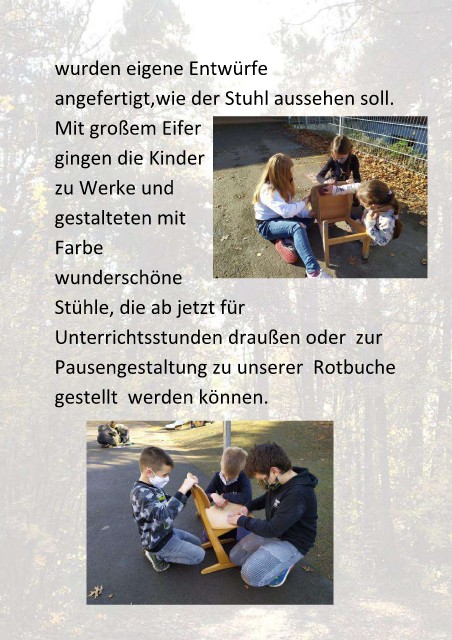 wurden eigene Entwürfe
angefertigt,wie der Stuhl aussehen soll.
Mit großem Eifer
gingen die Kinder
zu Werke und
gestalteten mit
Farbe
wunderschöne
Stühle, die ab jetzt für
Unterrichtsstunden draußen oder  zur
Pausengestaltung zu unserer  Rotbuche
gestellt  werden können.